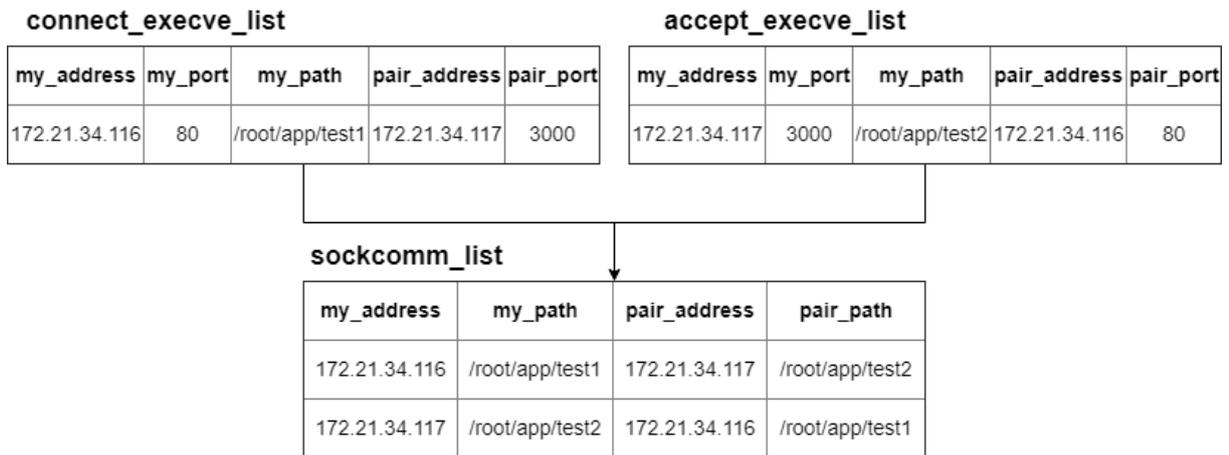 connect_execve_list
accept_execve_list
my_address my_port my_path pair_address pair_port
172.21.34.116 80 /root/app/test1 172.21.34.117 3000
my_address my_port my_path pair_address pair_port
172.21.34.117 3000 /root/app/test2 172.21.34.116 80
sockcomm_list
my_address my_path pair_address pair_path
172.21.34.116 /root/app/test1 172.21.34.117 /root/app/test2
172.21.34.117 /root/app/test2 172.21.34.116 /root/app/test1